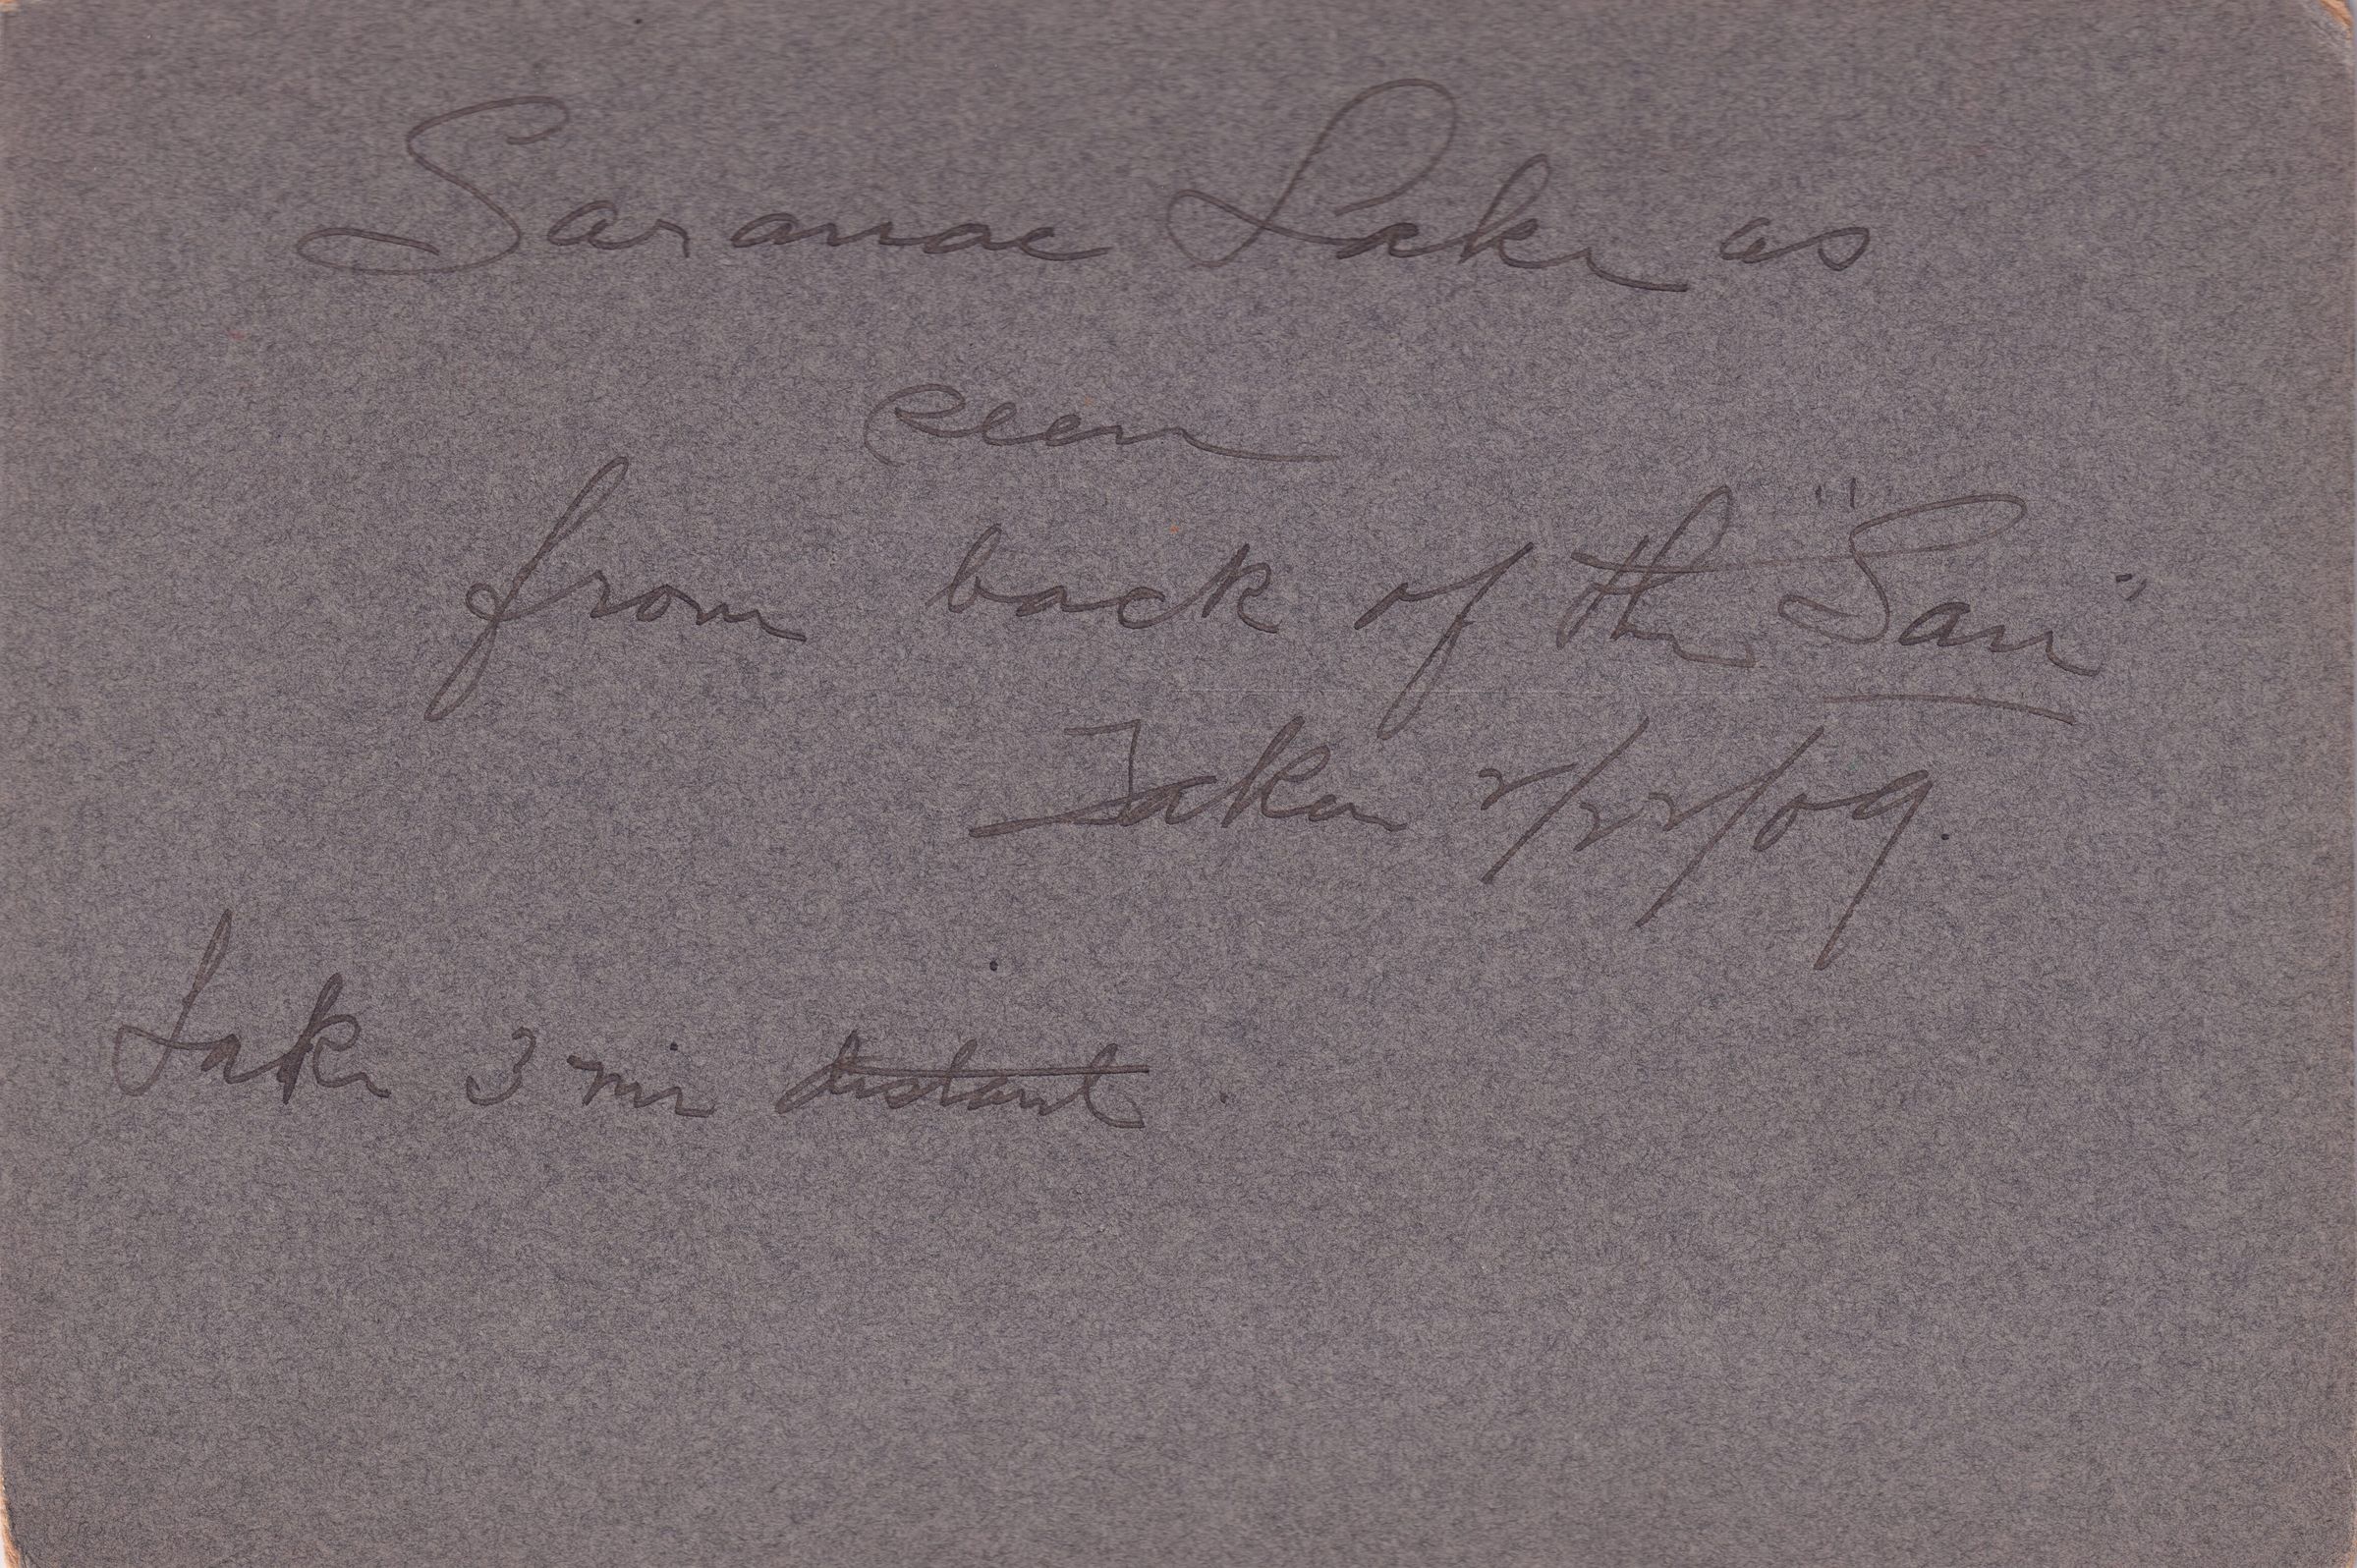 Saranac Lake as
seen
from back of the "San"
Taken 2/22/09.
Lake 3 mi distant.